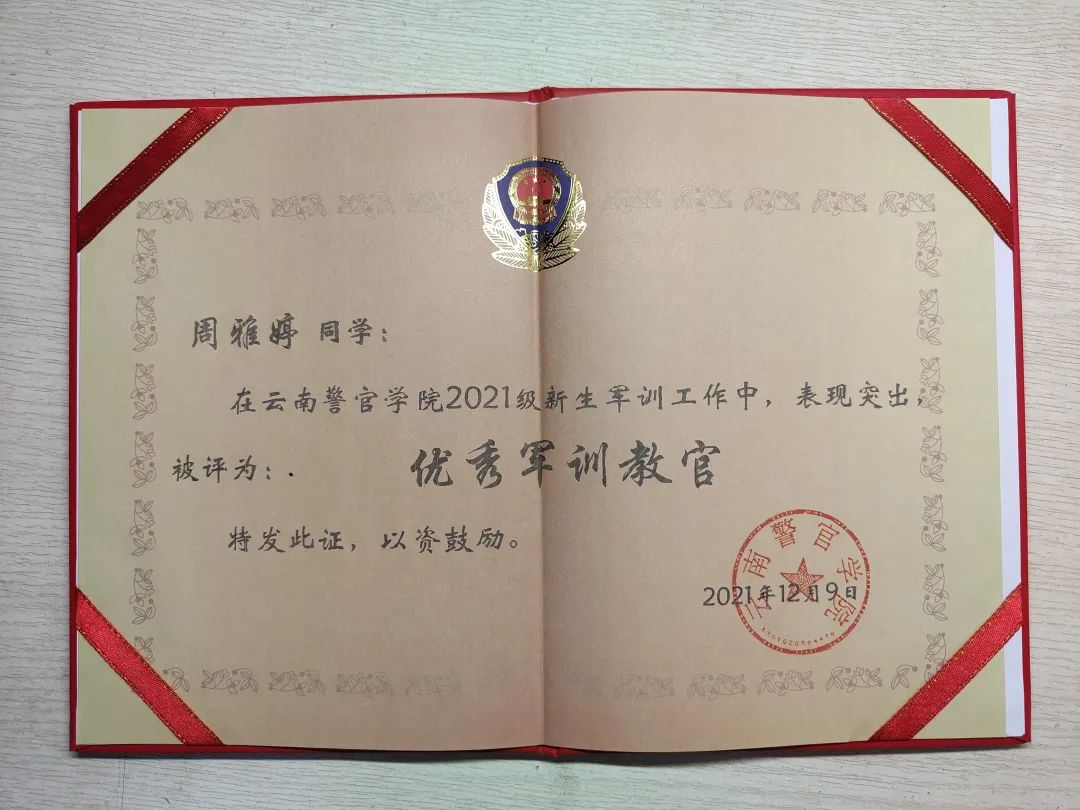 周雅婷 同学：
在云南警官学院2021级新生军训工作中，表现突出，
被评为：. 优秀军训教官
特发此证，以资鼓励。
云南警官学院
2021年12月9日